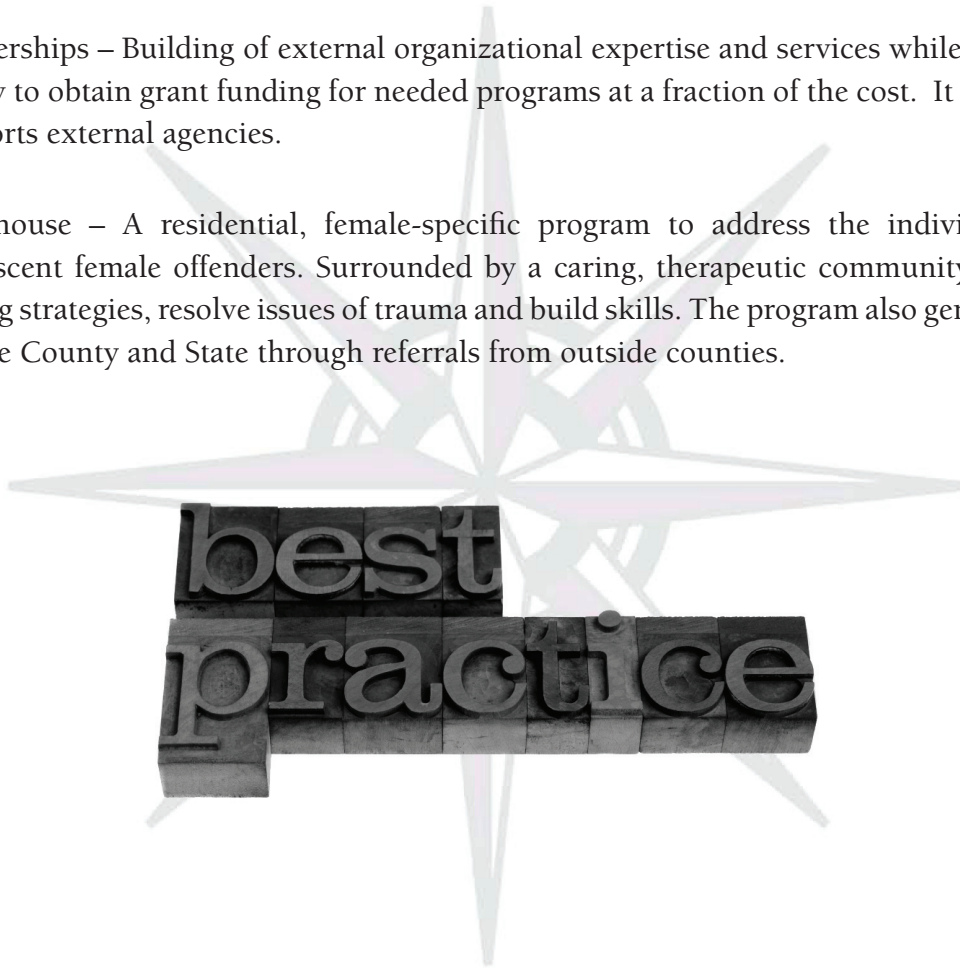 erships – Building of external organizational expertise and services while
y to obtain grant funding for needed programs at a fraction of the cost.  It
orts external agencies.
house – A residential, female-specific program to address the indivi
scent female offenders. Surrounded by a caring, therapeutic community
g strategies, resolve issues of trauma and build skills. The program also ger
e County and State through referrals from outside counties.
best
practice